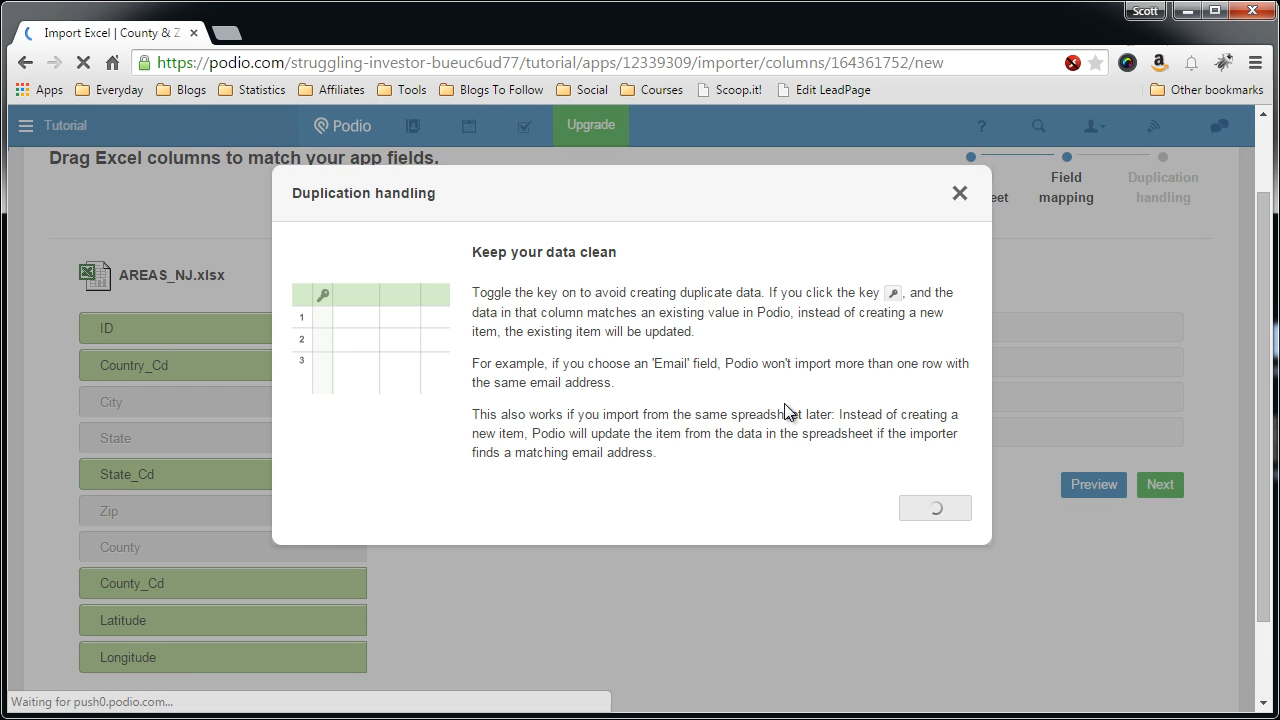 Scott
Import Excel | County & Z
https://podio.com/struggling-investor-bueuc6ud77/tutorial/apps/12339309/importer/columns/164361752/new
Apps Everyday Blogs Statistics Affiliates Tools Blogs To Follow Social Courses Scoop.it! Edit LeadPage Other bookmarks
Tutorial Podio Upgrade ?
Drag Excel columns to match your app fields.
Duplication handling
eet
Field
mapping
Duplication
handling
Keep your data clean
AREAS_NJ.xlsx
Toggle the key on to avoid creating duplicate data. If you click the key , and the
data in that column matches an existing value in Podio, instead of creating a new
item, the existing item will be updated.
For example, if you choose an 'Email' field, Podio won't import more than one row with
the same email address.
This also works if you import from the same spreadsheet later: Instead of creating a
new item, Podio will update the item from the data in the spreadsheet if the importer
finds a matching email address.
1
2
3
ID
Country_Cd
City
State
State_Cd
Zip
County
County_Cd
Latitude
Longitude
Preview Next
Waiting for push0.podio.com...